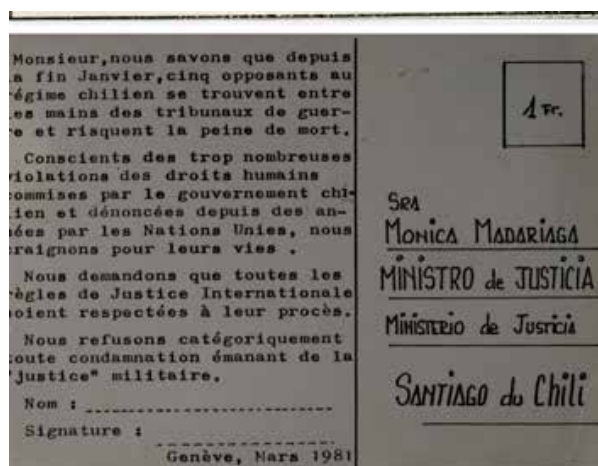 Monsieur,nous savons que depuis
a fin Janvier,cinq opposants au
égime chilien se trouvent entre
es mains des tribunaux de guer-
e et risquent la peine de mort.
Conscients des trop nombreuses
violations des droits humains
commises par le gouvernement chi-
lien et dénoncées depuis des an-
nées par les Nations Unies, nous
craignons pour leurs vies .
Nous demandons que toutes les
règles de Justice Internationale
soient respectées à leur procès.
Nous refusons catégoriquement
toute condamnation émanant de la
"justice" militaire.
Nom :
Signature :
Genève, Mars 1981
1 Fr.
SRA
MONICA MADARIAGA
MINISTRO de JUSTICIA
MINISTERIO de JUSTICIA
SANTIAGO du Chili